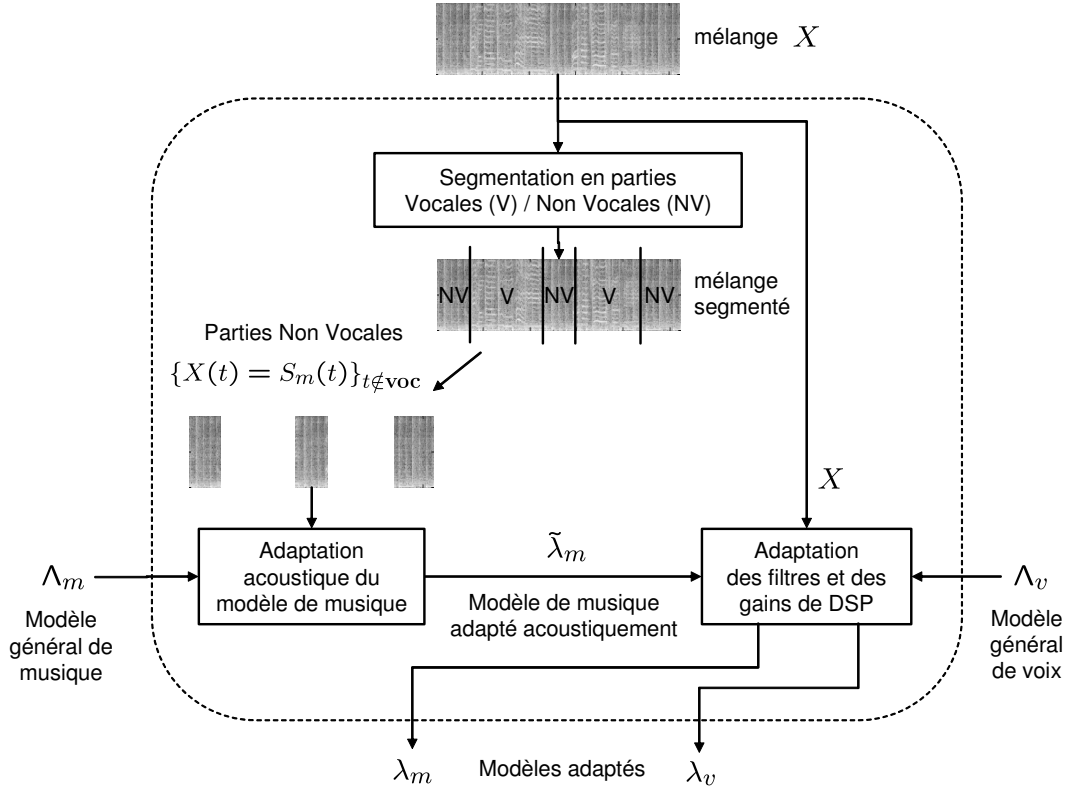 mélange X
Segmentation en parties
Vocales (V) / Non Vocales (NV)
NV V NV V NV
mélange
segmenté
Parties Non Vocales
{X(t) = S_m(t)}_{t∉voc}
X
Λ_m
Adaptation
acoustique du
modèle de musique
λ̃_m
Adaptation
des filtres et des
gains de DSP
Λ_v
Modèle
général de
musique
Modèle de musique
adapté acoustiquement
Modèle
général
de voix
λ_m
Modèles adaptés
λ_v